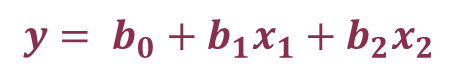 y = b₀ + b₁x₁ + b₂x₂